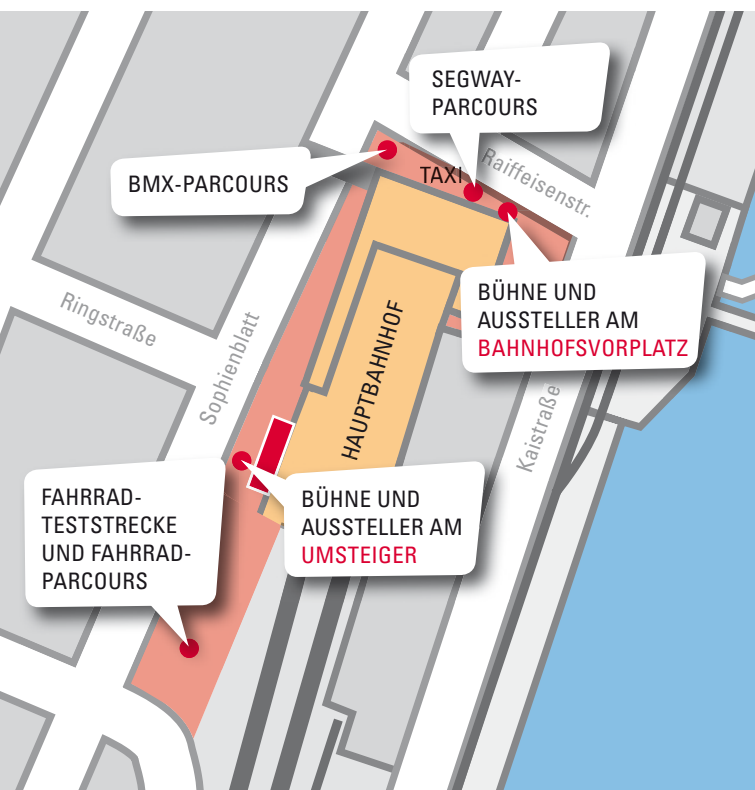 SEGWAY-
PARCOURS
TAXI
Raiffeisenstr.
BMX-PARCOURS
BÜHNE UND
AUSSTELLER AM
BAHNHOFSVORPLATZ
Ringstraße
Sophienblatt
HAUPTBAHNHOF
Kaistraße
FAHRRAD-
TESTSTRECKE
UND FAHRRAD-
PARCOURS
BÜHNE UND
AUSSTELLER AM
UMSTEIGER